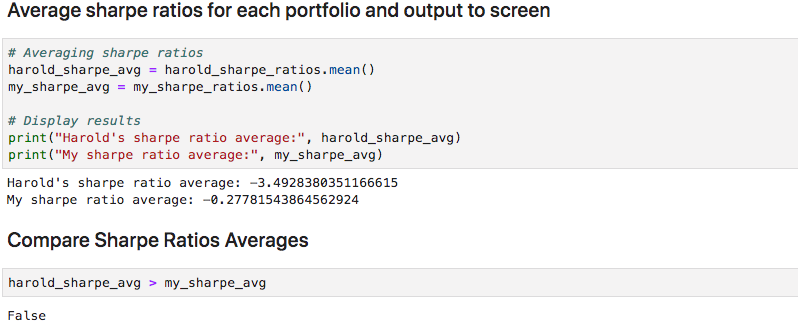 Average sharpe ratios for each portfolio and output to screen
# Averaging sharpe ratios
harold_sharpe_avg = harold_sharpe_ratios.mean()
my_sharpe_avg = my_sharpe_ratios.mean()
# Display results
print("Harold's sharpe ratio average:", harold_sharpe_avg)
print("My sharpe ratio average:", my_sharpe_avg)
Harold's sharpe ratio average: -3.4928380351166615
My sharpe ratio average: -0.27781543864562924
Compare Sharpe Ratios Averages
harold_sharpe_avg > my_sharpe_avg
False